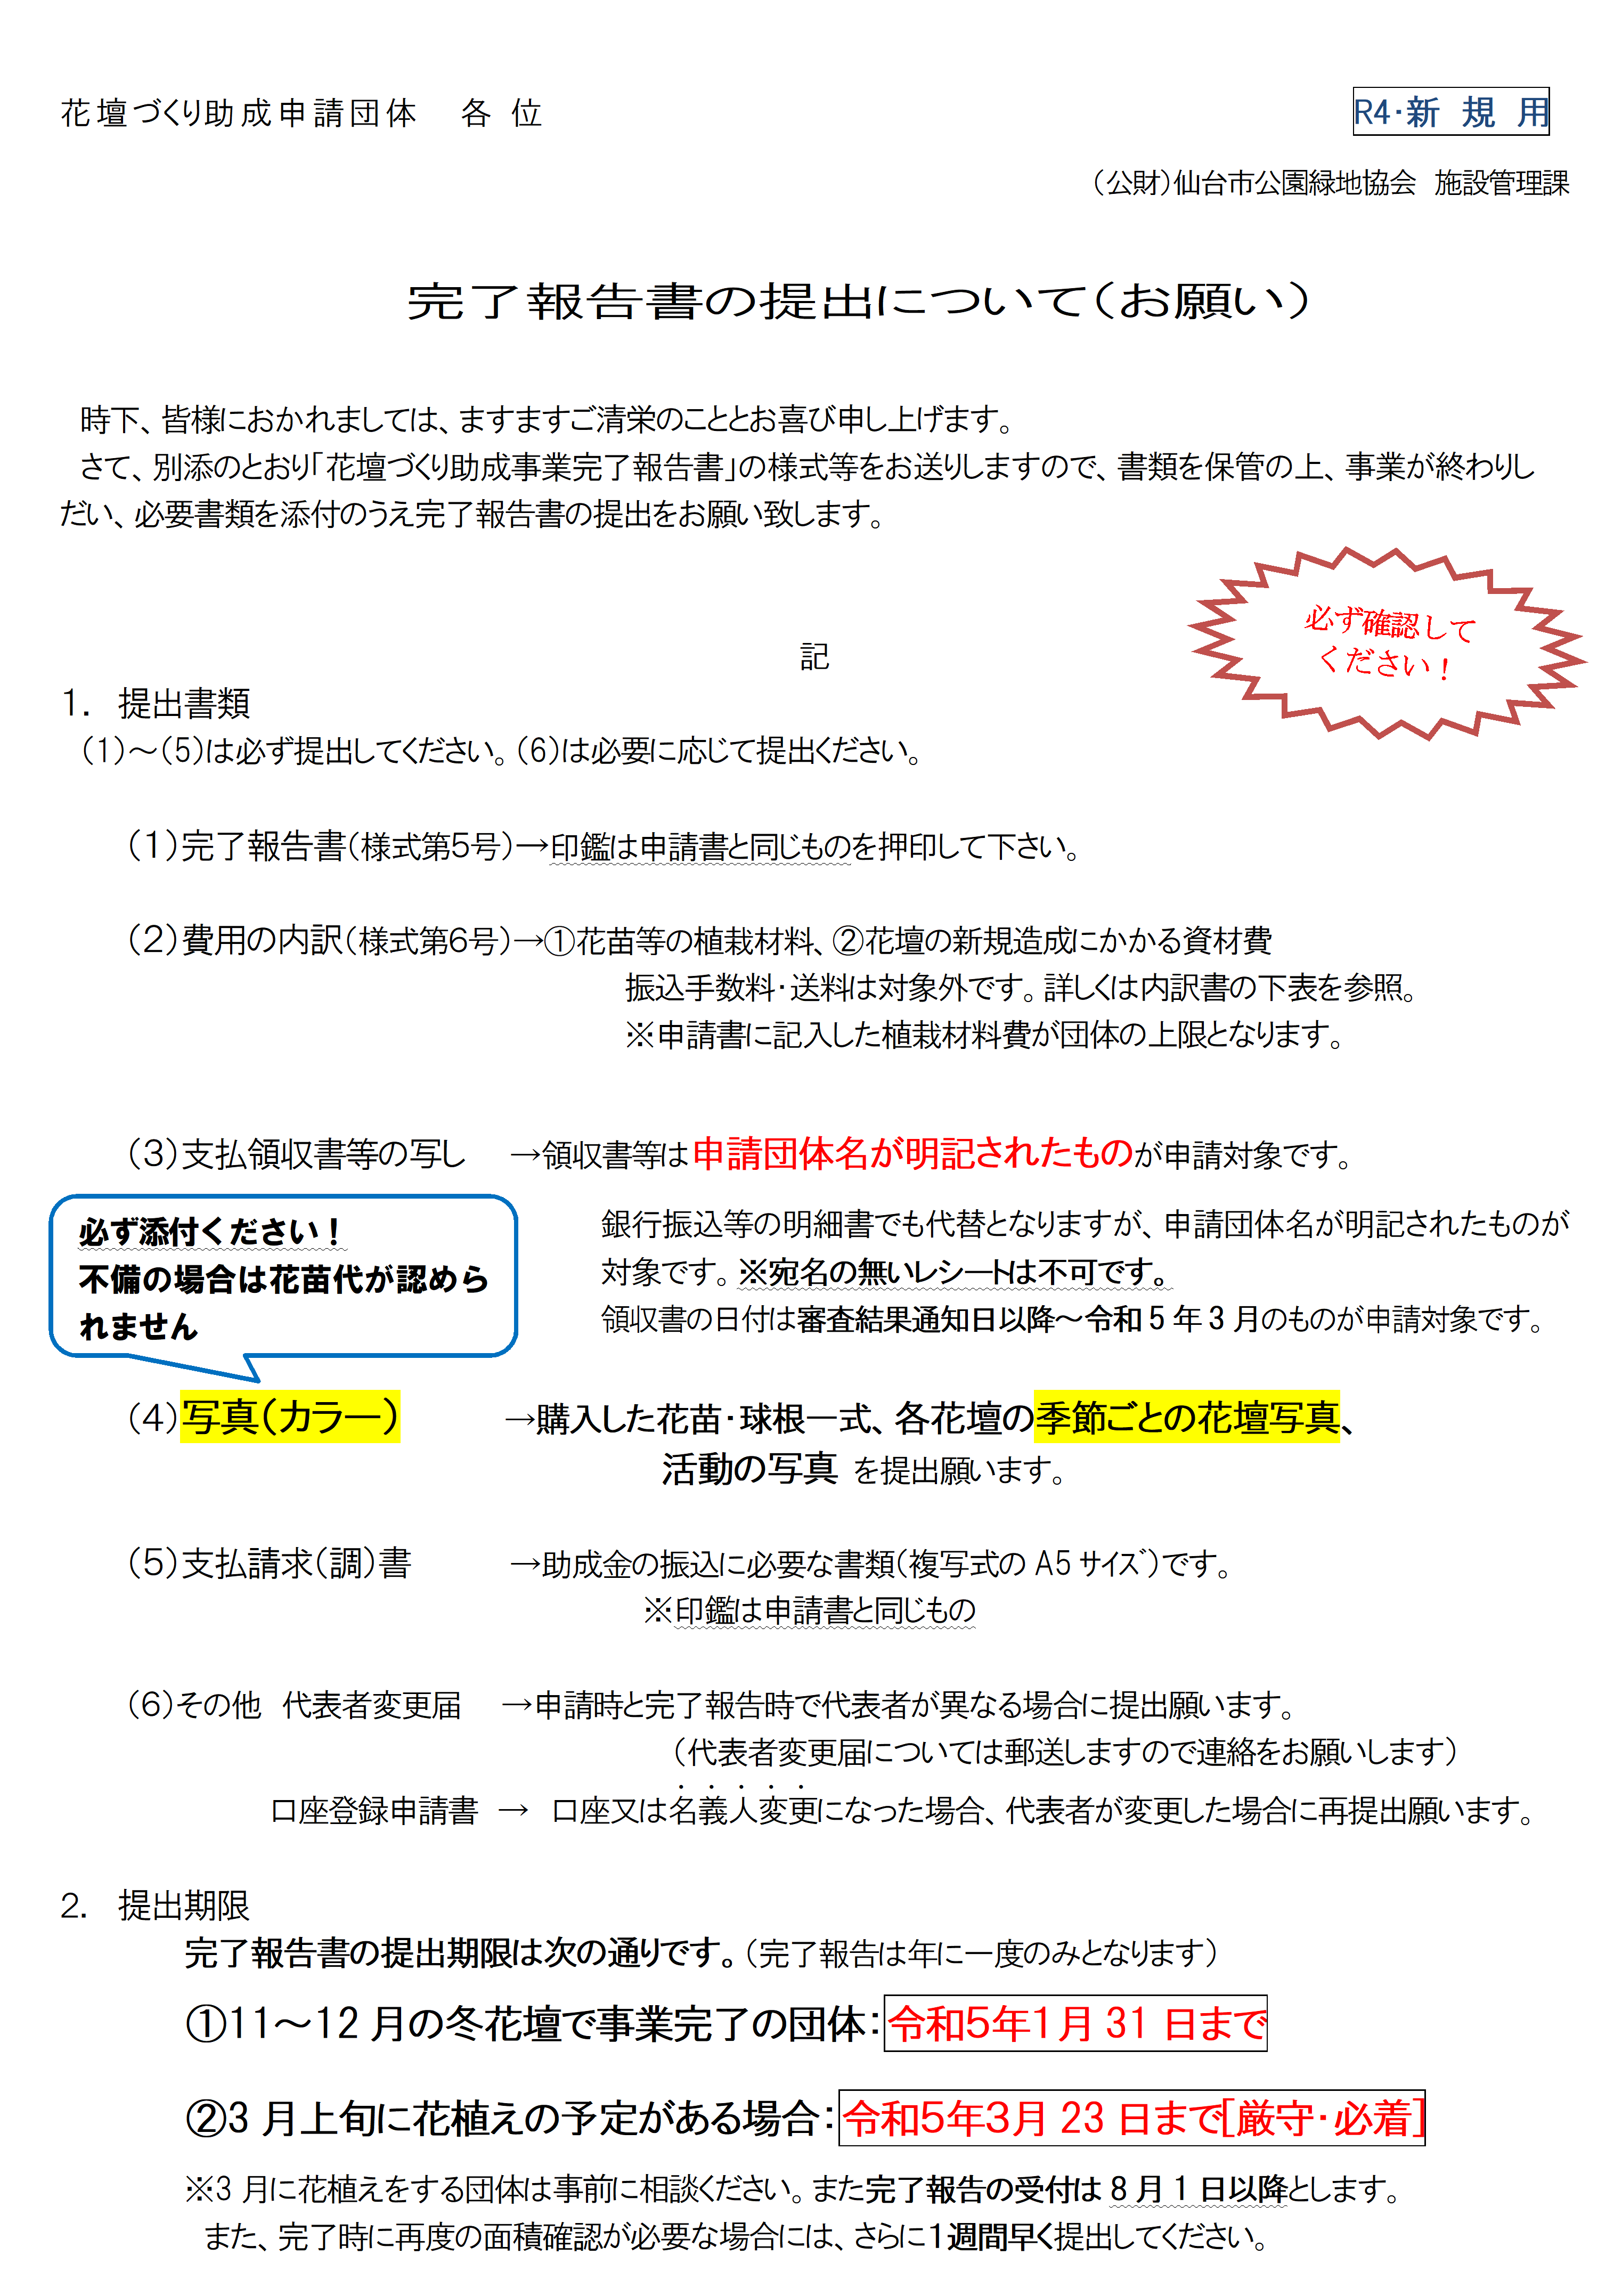 花壇づくり助成申請団体　各 位
R4・新　規　用
（公財）仙台市公園緑地協会　施設管理課
完了報告書の提出について（お願い）
時下、皆様におかれましては、ますますご清栄のこととお喜び申し上げます。
さて、別添のとおり「花壇づくり助成事業完了報告書」の様式等をお送りしますので、書類を保管の上、事業が終わりし
だい、必要書類を添付のうえ完了報告書の提出をお願い致します。
必ず確認して
ください！
記
1．　提出書類
（1）～（5）は必ず提出してください。（6）は必要に応じて提出ください。
（1）完了報告書（様式第5号）→印鑑は申請書と同じものを押印して下さい。
（2）費用の内訳（様式第6号）→①花苗等の植栽材料、②花壇の新規造成にかかる資材費
振込手数料・送料は対象外です。詳しくは内訳書の下表を参照。
※申請書に記入した植栽材料費が団体の上限となります。
（3）支払領収書等の写し　→領収書等は申請団体名が明記されたものが申請対象です。
銀行振込等の明細書でも代替となりますが、申請団体名が明記されたものが
対象です。※宛名の無いレシートは不可です。
領収書の日付は審査結果通知日以降～令和 5 年 3 月のものが申請対象です。
必ず添付ください！
不備の場合は花苗代が認めら
れません
（4）写真（カラー）　→購入した花苗・球根一式、各花壇の季節ごとの花壇写真、
活動の写真 を提出願います。
（5）支払請求（調）書　→助成金の振込に必要な書類（複写式の A5 ｻｲｽﾞ）です。
※印鑑は申請書と同じもの
（6）その他　代表者変更届　→申請時と完了報告時で代表者が異なる場合に提出願います。
（代表者変更届については郵送しますので連絡をお願いします）
口座登録申請書　→　口座又は名義人変更になった場合、代表者が変更した場合に再提出願います。
2．　提出期限
完了報告書の提出期限は次の通りです。（完了報告は年に一度のみとなります）
①11～12 月の冬花壇で事業完了の団体：令和5年1月 31 日まで
②3 月上旬に花植えの予定がある場合：令和5年3月 23 日まで[厳守・必着]
※3 月に花植えをする団体は事前に相談ください。また完了報告の受付は 8 月 1 日以降とします。
また、完了時に再度の面積確認が必要な場合には、さらに1週間早く提出してください。